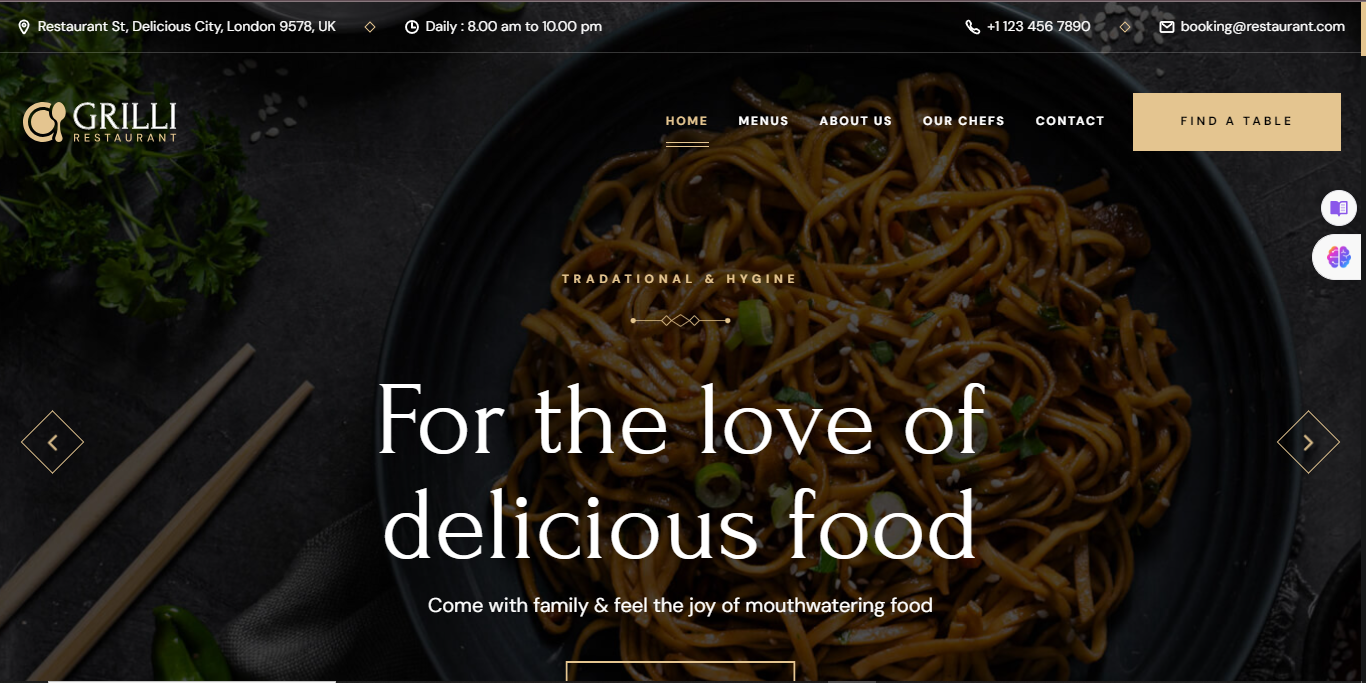 Restaurant St, Delicious City, London 9578, UK
Daily : 8.00 am to 10.00 pm
+1 123 456 7890
booking@restaurant.com
GRILLI
RESTAURANT
HOME
MENUS
ABOUT US
OUR CHEFS
CONTACT
FIND A TABLE
TRADATIONAL & HYGINE
For the love of
delicious food
Come with family & feel the joy of mouthwatering food